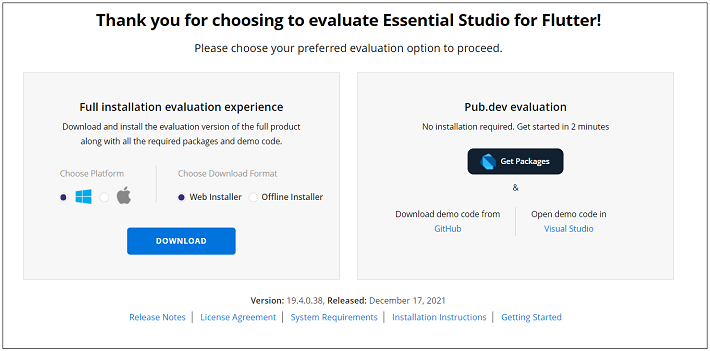 Thank you for choosing to evaluate Essential Studio for Flutter!
Please choose your preferred evaluation option to proceed.
Full installation evaluation experience
Download and install the evaluation version of the full product
along with all the required packages and demo code.
Choose Platform
Choose Download Format
Web Installer
Offline Installer
DOWNLOAD
Pub.dev evaluation
No installation required. Get started in 2 minutes
Get Packages
&
Download demo code from
GitHub
Open demo code in
Visual Studio
Version: 19.4.0.38, Released: December 17, 2021
Release Notes | License Agreement | System Requirements | Installation Instructions | Getting Started